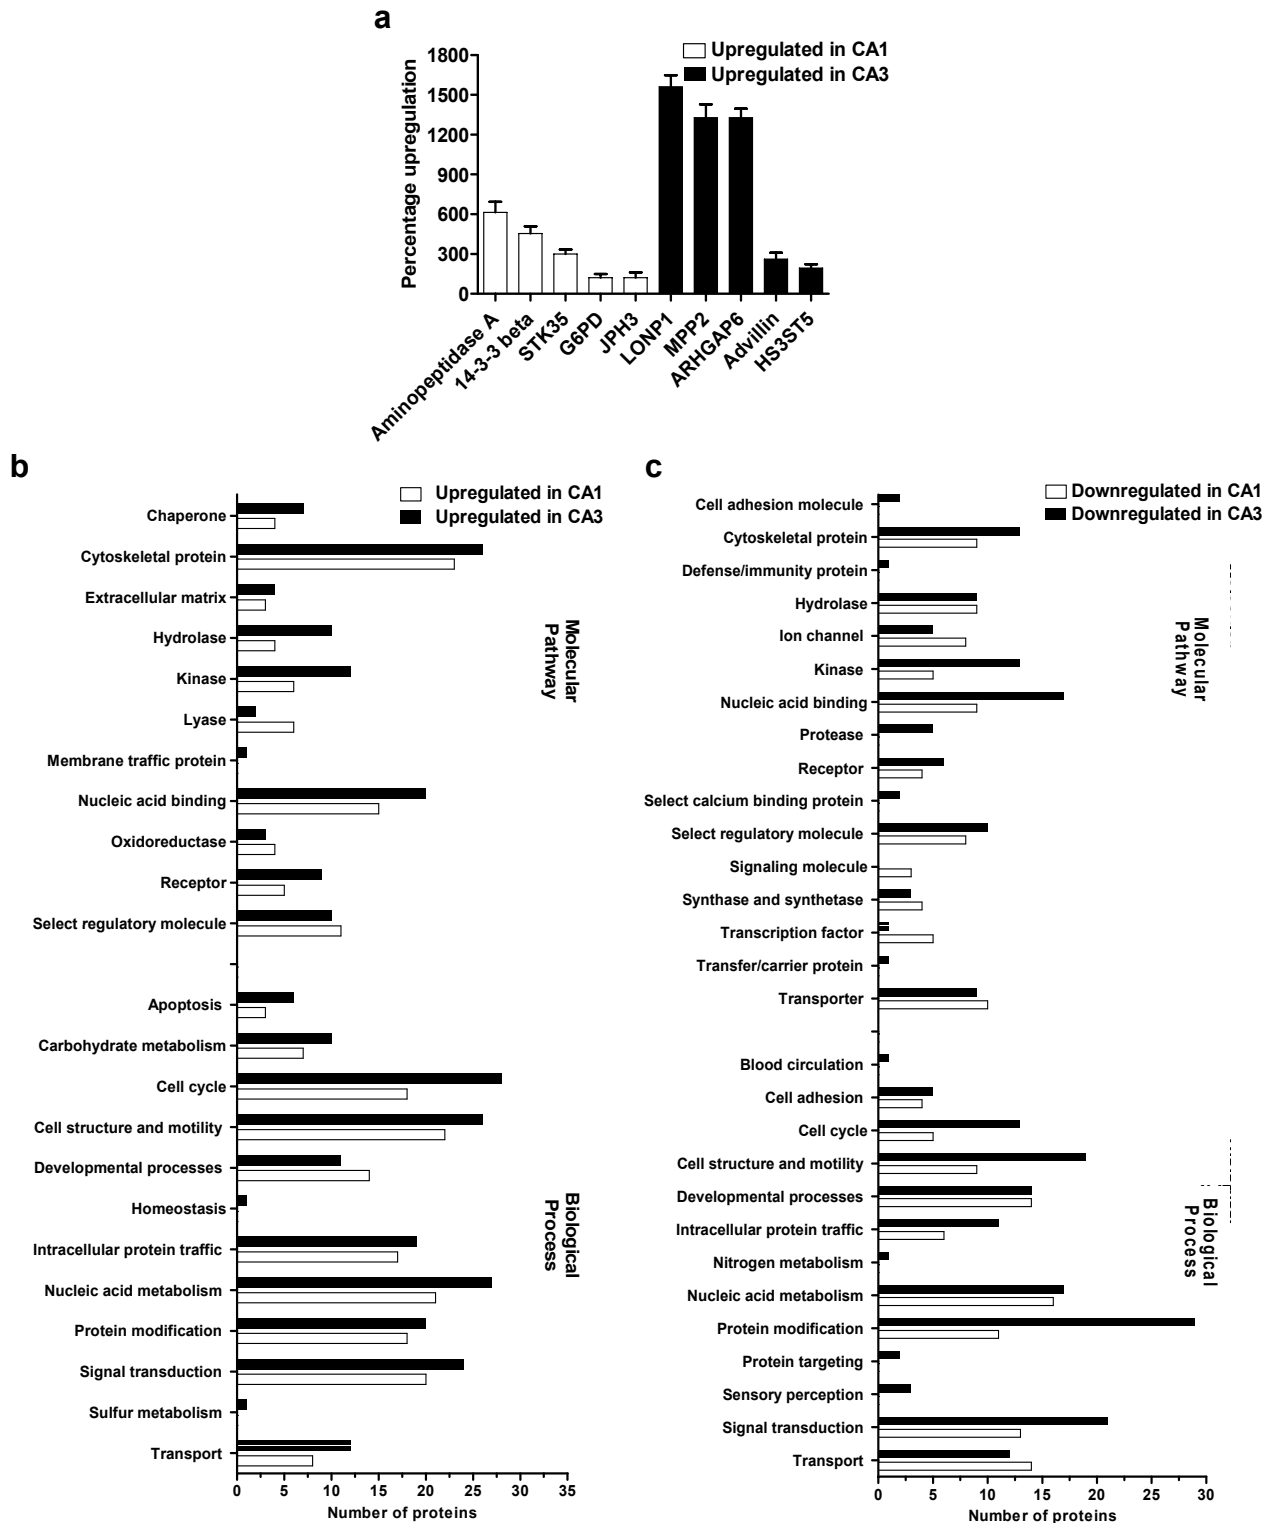 a
Upregulated in CA1
Upregulated in CA3
Percentage upregulation
1800
1500
1200
900
600
300
0
Aminopeptidase A
14-3-3 beta
STK35
G6PD
JPH3
LONP1
MPP2
ARHGAP6
Advillin
HS3ST5
b
Upregulated in CA1
Upregulated in CA3
Chaperone
Cytoskeletal protein
Extracellular matrix
Hydrolase
Kinase
Lyase
Membrane traffic protein
Nucleic acid binding
Oxidoreductase
Receptor
Select regulatory molecule
Molecular
Pathway
Apoptosis
Carbohydrate metabolism
Cell cycle
Cell structure and motility
Developmental processes
Homeostasis
Intracellular protein traffic
Nucleic acid metabolism
Protein modification
Signal transduction
Sulfur metabolism
Transport
Biological
Process
0 5 10 15 20 25 30 35
Number of proteins
c
Downregulated in CA1
Downregulated in CA3
Cell adhesion molecule
Cytoskeletal protein
Defense/immunity protein
Hydrolase
Ion channel
Kinase
Nucleic acid binding
Protease
Receptor
Select calcium binding protein
Select regulatory molecule
Signaling molecule
Synthase and synthetase
Transcription factor
Transfer/carrier protein
Transporter
Molecular
Pathway
Blood circulation
Cell adhesion
Cell cycle
Cell structure and motility
Developmental processes
Intracellular protein traffic
Nitrogen metabolism
Nucleic acid metabolism
Protein modification
Protein targeting
Sensory perception
Signal transduction
Transport
Biological
Process
0 5 10 15 20 25 30
Number of proteins